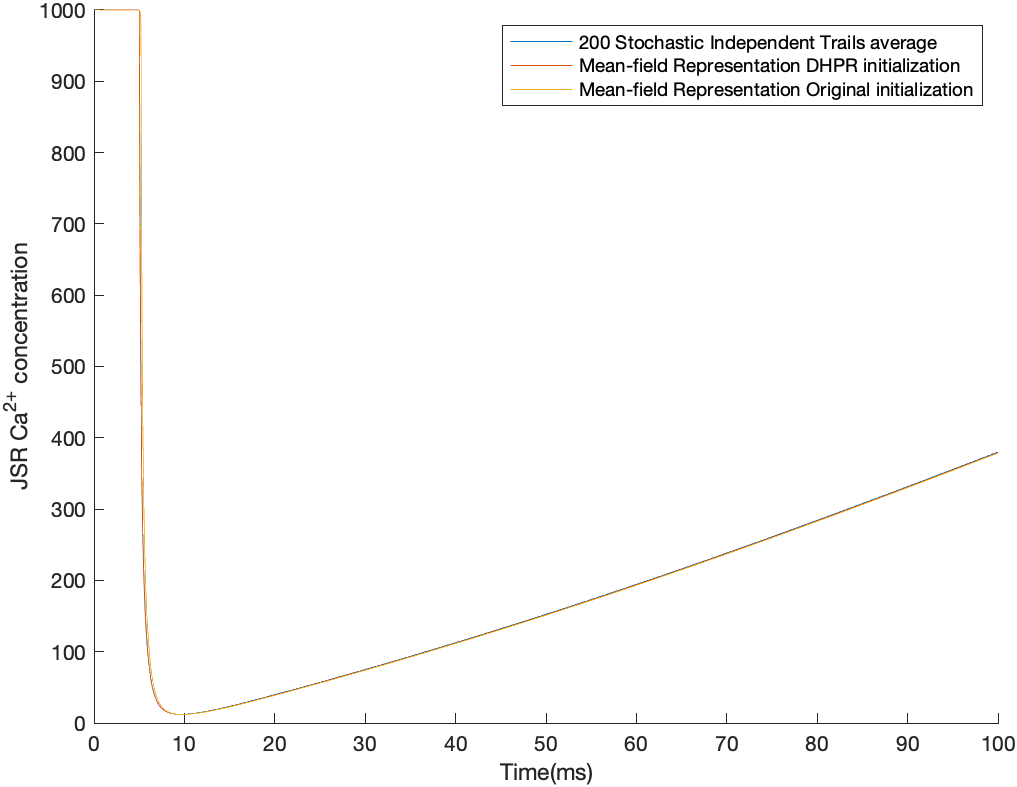 1000
900
800
700
600
500
400
300
200
100
0
JSR Ca2+ concentration
200 Stochastic Independent Trails average
Mean-field Representation DHPR initialization
Mean-field Representation Original initialization
0 10 20 30 40 50 60 70 80 90 100
Time(ms)